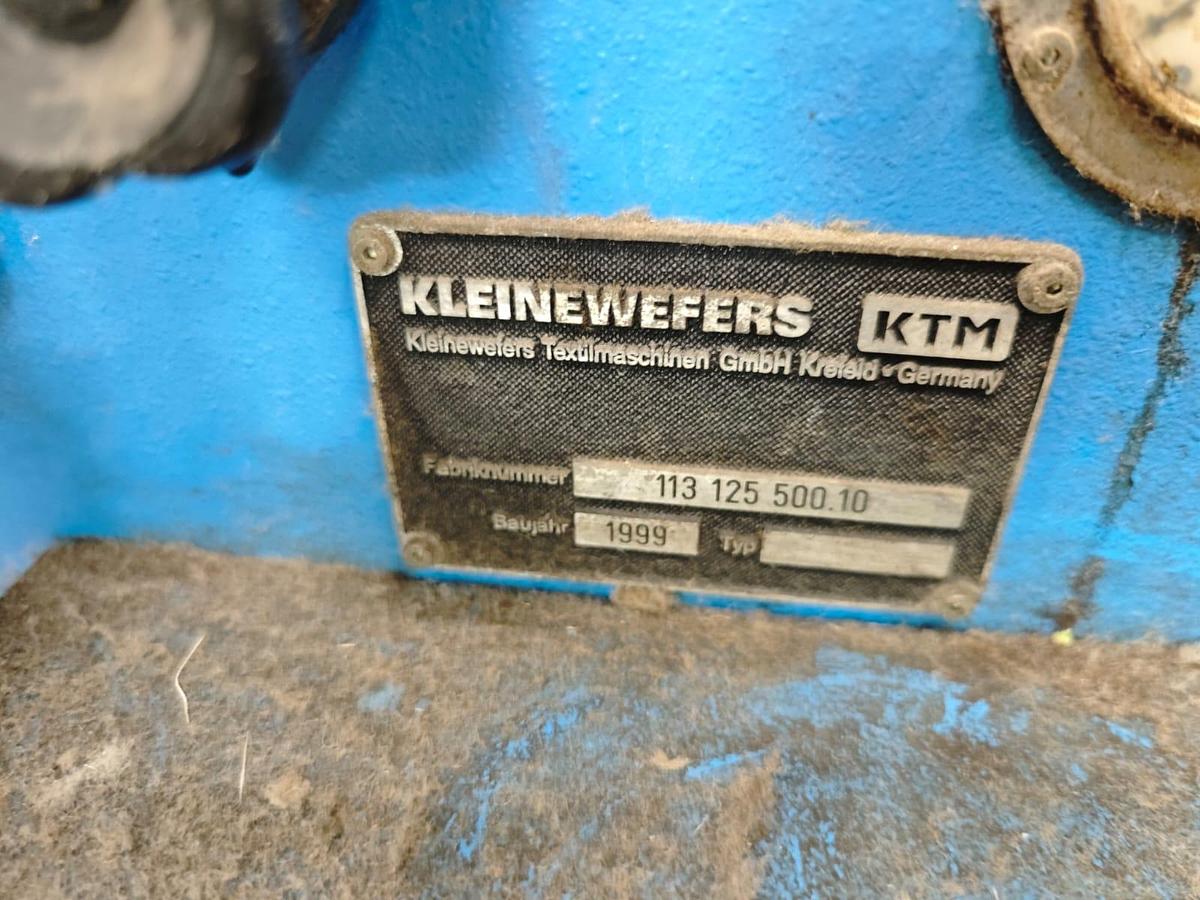 KLEINEWEFERS KTM
Kleinewefers Textilmaschinen GmbH Krefeld-Germany
Fabriknummer 113 125 500.10
Baujahr 1999 Typ